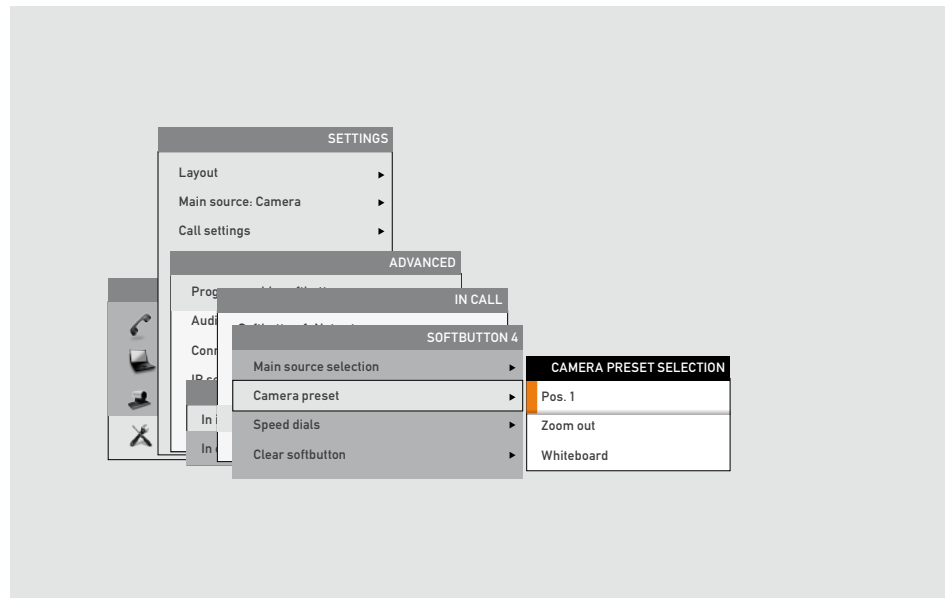 SETTINGS
Layout
Main source: Camera
Call settings
ADVANCED
IN CALL
SOFTBUTTON 4
Main source selection
Camera preset
Speed dials
Clear softbutton
CAMERA PRESET SELECTION
Pos. 1
Zoom out
Whiteboard
Prog
Audi
Conn
In i
In